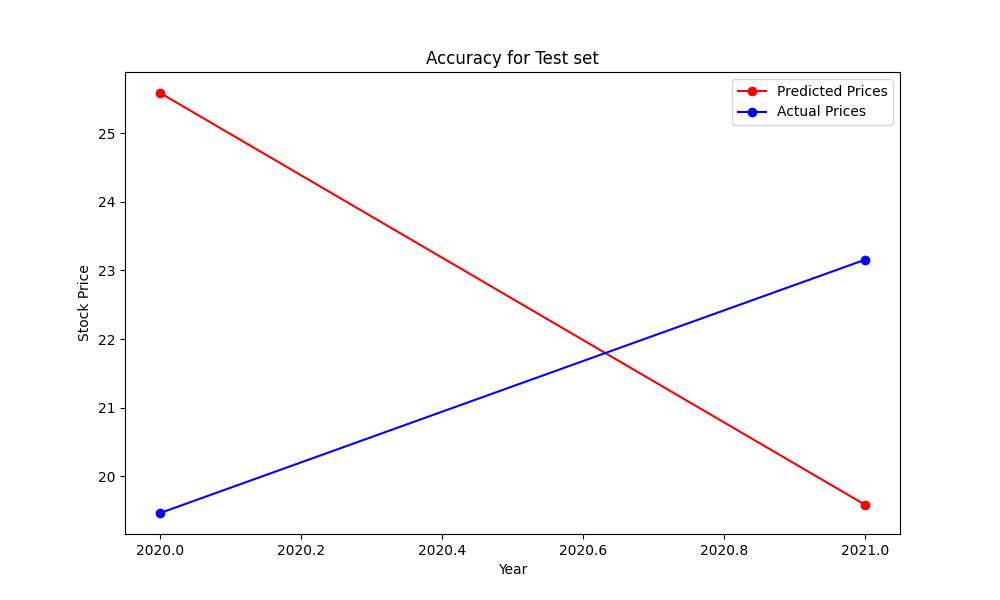 Accuracy for Test set
Predicted Prices
Actual Prices
Stock Price
25
24
23
22
21
20
2020.0 2020.2 2020.4 2020.6 2020.8 2021.0
Year